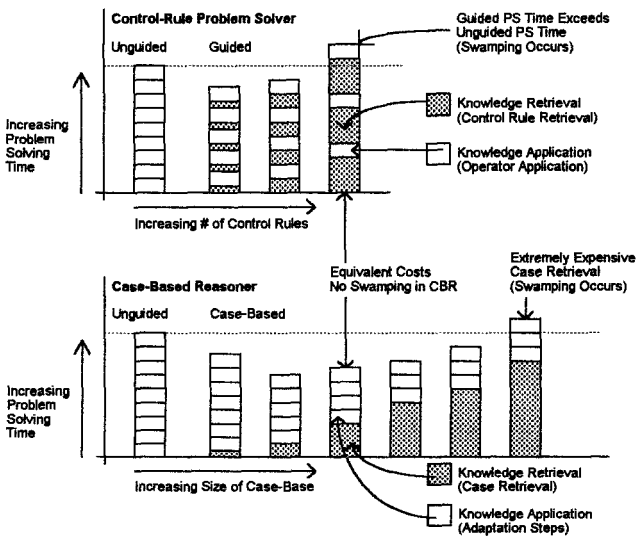 Control-Rule Problem Solver
Unguided
Guided
Guided PS Time Exceeds
Unguided PS Time
(Swamping Occurs)
Increasing
Problem
Solving
Time
Knowledge Retrieval
(Control Rule Retrieval)
Knowledge Application
(Operator Application)
Increasing # of Control Rules
Equivalent Costs
No Swamping in CBR
Extremely Expensive
Case Retrieval
(Swamping Occurs)
Case-Based Reasoner
Unguided
Case-Based
Increasing
Problem
Solving
Time
Increasing Size of Case-Base
Knowledge Retrieval
(Case Retrieval)
Knowledge Application
(Adaptation Steps)